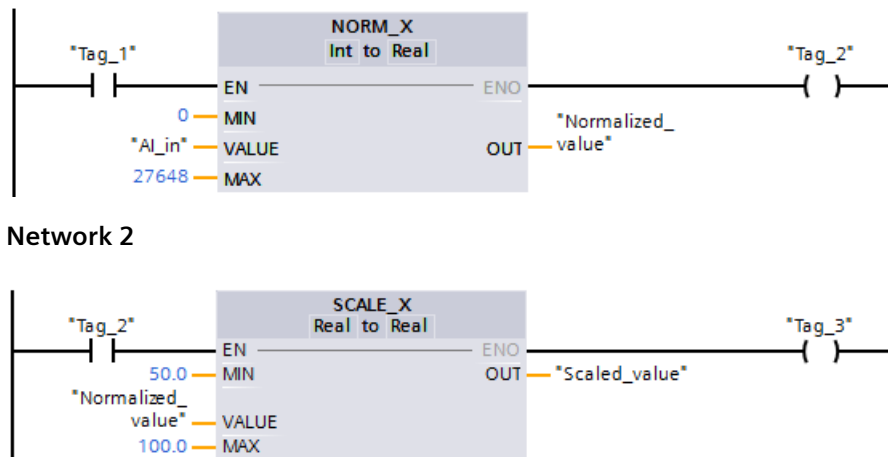 NORM_X
Int to Real
"Tag_1"
"Tag_2"
EN
ENO
0
MIN
"Normalized_
value"
"AI_in"
VALUE
OUT
27648
MAX
Network 2
SCALE_X
Real to Real
"Tag_2"
"Tag_3"
EN
ENO
50.0
MIN
OUT
"Scaled_value"
"Normalized_
value"
VALUE
100.0
MAX